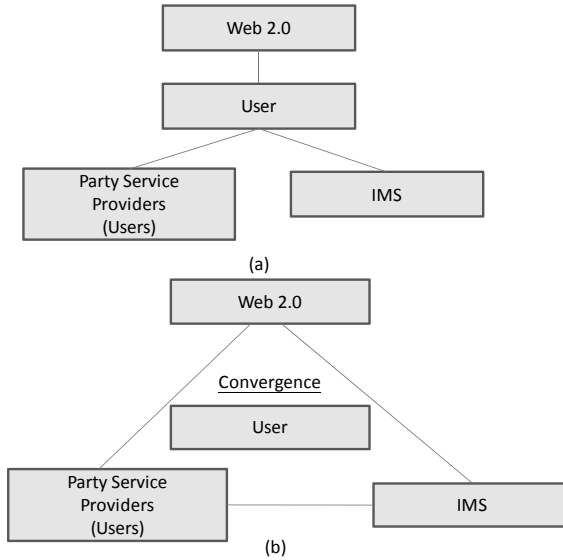 Web 2.0
User
Party Service
Providers
(Users)
IMS
(a)
Web 2.0
Convergence
User
Party Service
Providers
(Users)
IMS
(b)